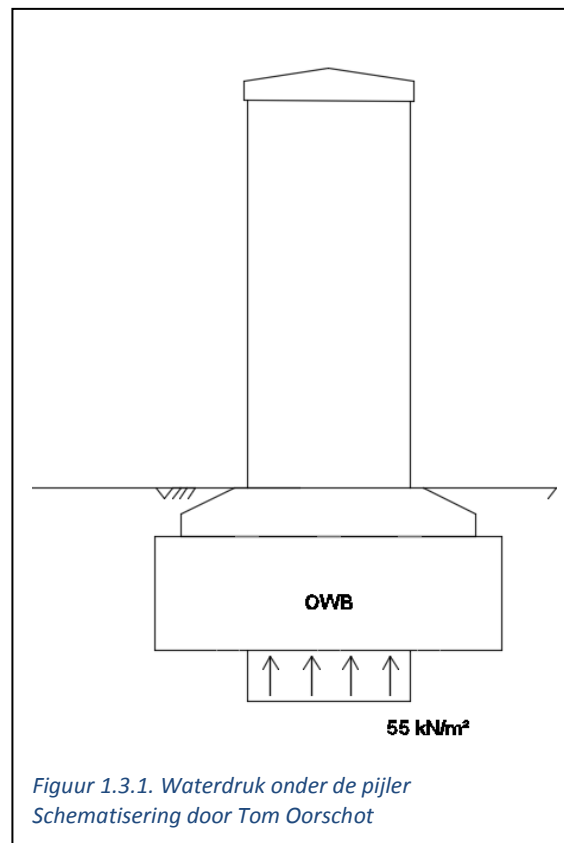 OWB
55 kN/m²
Figuur 1.3.1. Waterdruk onder de pijler
Schematisering door Tom Oorschot